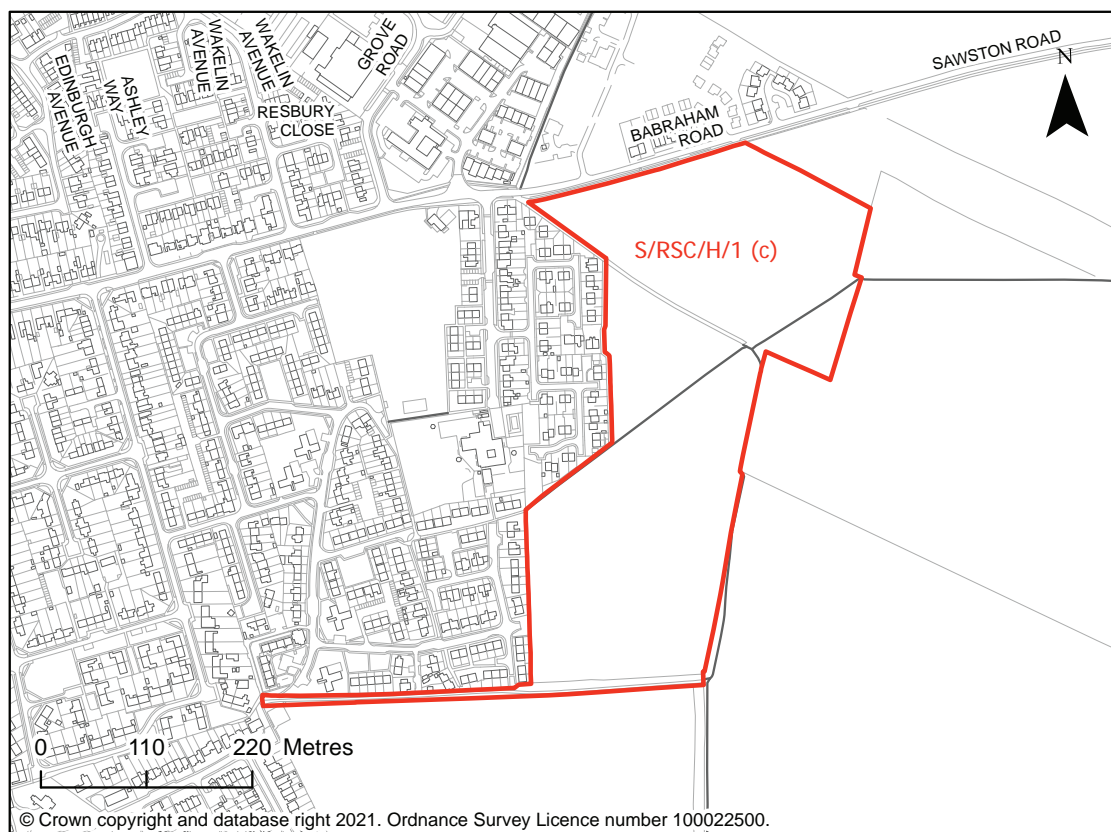 SAWSTON ROAD
N
GROVE
ROAD
WAKELIN
AVENUE
WAKELIN
AVENUE
EDINBURGH
AVENUE
ASHLEY
WAY
RESBURY
CLOSE
BABRAHAM
ROAD
S/RSC/H/1 (c)
0 110 220 Metres
© Crown copyright and database right 2021. Ordnance Survey Licence number 100022500.